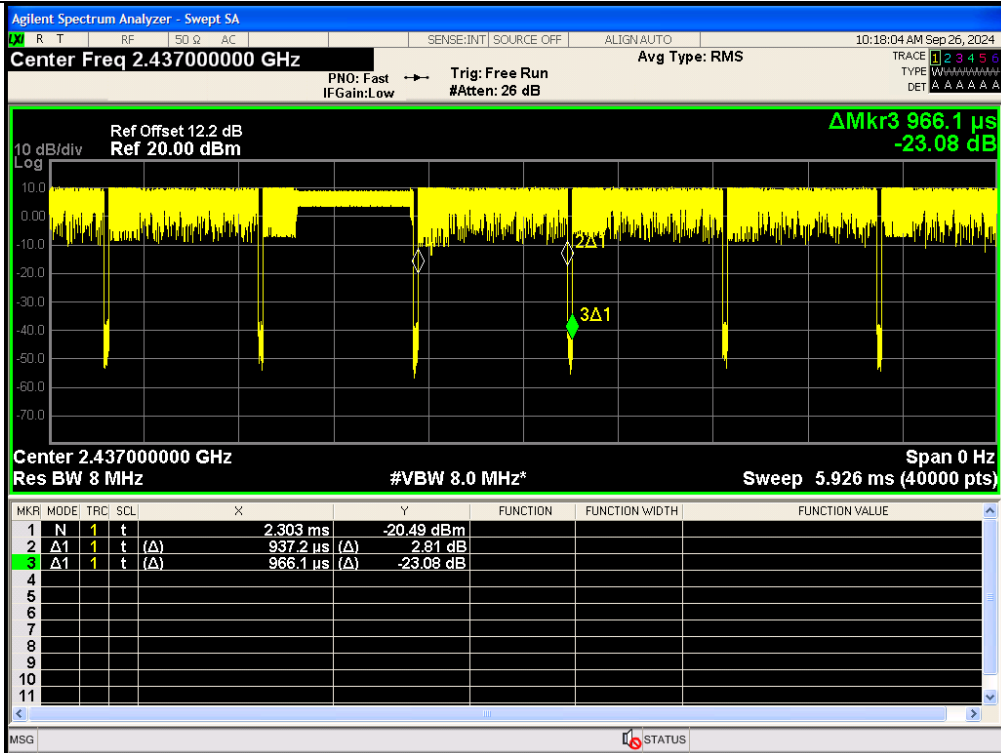 Agilent Spectrum Analyzer - Swept SA
LXI R T RF 50 Ω AC SENSE:INT SOURCE OFF ALIGN AUTO 10:18:04 AM Sep 26, 2024
Center Freq 2.437000000 GHz Avg Type: RMS TRACE 1 2 3 4 5 6
PNO: Fast Trig: Free Run TYPE W
IFGain:Low #Atten: 26 dB DET A A A A A A
ΔMkr3 966.1 µs
-23.08 dB
Ref Offset 12.2 dB
10 dB/div Ref 20.00 dBm
Log
10.0
0.00
-10.0
2Δ1
-20.0
-30.0
3Δ1
-40.0
-50.0
-60.0
-70.0
Center 2.437000000 GHz Span 0 Hz
Res BW 8 MHz #VBW 8.0 MHz* Sweep 5.926 ms (40000 pts)
MKR MODE TRC SCL X Y FUNCTION FUNCTION WIDTH FUNCTION VALUE
1 N 1 t 2.303 ms -20.49 dBm
2 Δ1 1 t (Δ) 937.2 µs (Δ) 2.81 dB
3 Δ1 1 t (Δ) 966.1 µs (Δ) -23.08 dB
4
5
6
7
8
9
10
11
MSG STATUS